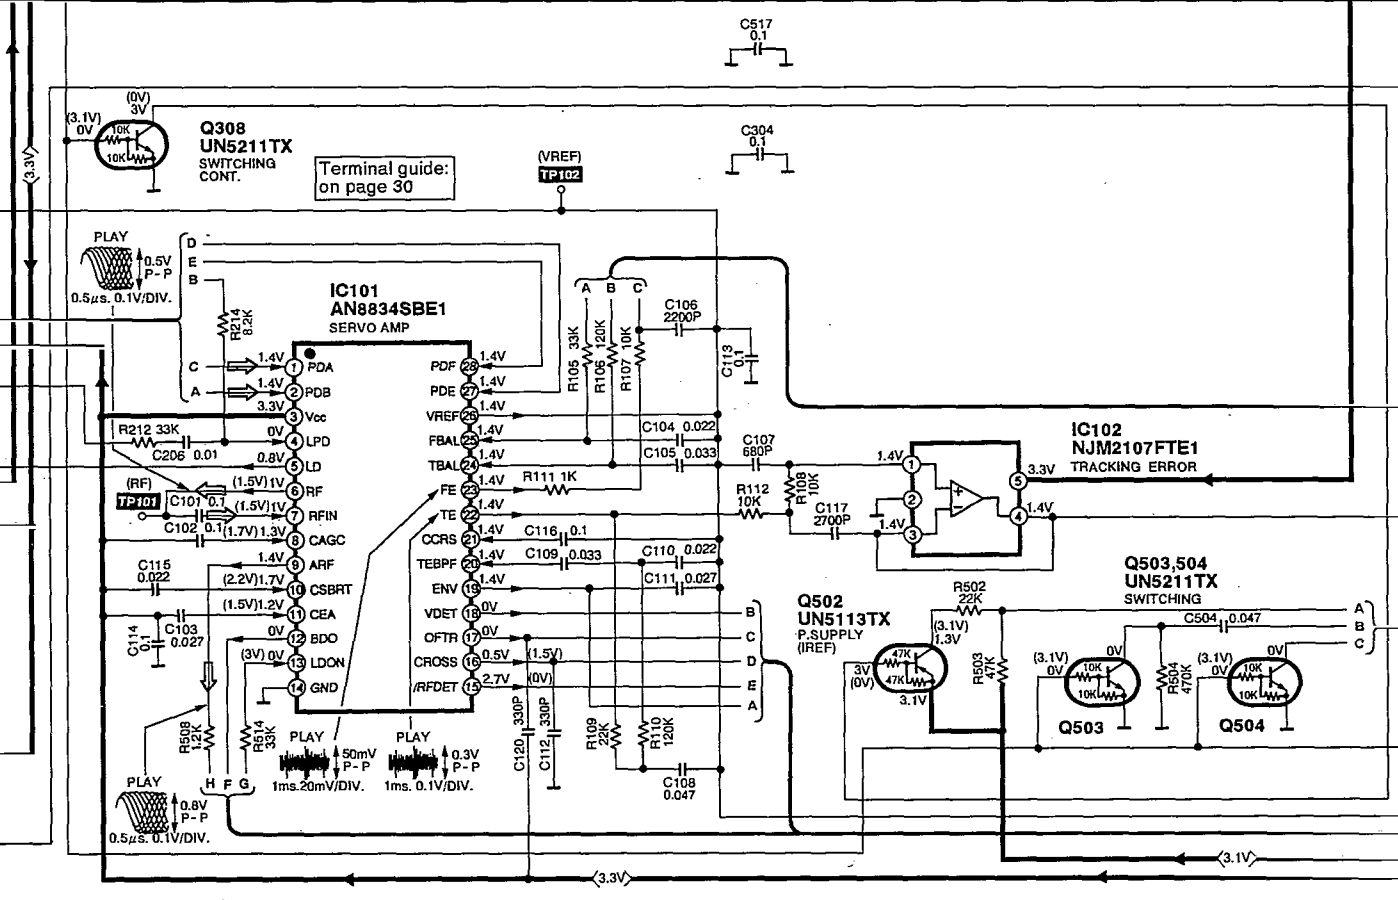 C517
0.1
(0V)
3V
(3.1V)
0V
10K
10K
Q308
UN5211TX
SWITCHING
CONT.
C304
0.1
(3.3V)
Terminal guide:
on page 30
(VREF)
TP102
PLAY
0.5V
P-P
0.5µs. 0.1V/DIV.
D
E
B
R214
8.2K
C
A
IC101
AN8834SBE1
SERVO AMP
A B C
R105 33K
R106 120K
R107 10K
C106
2200P
C113
0.1
1.4V 1 PDA
1.4V 2 PDB
3.3V 3 Vcc
0V 4 LPD
0.8V 5 LD
(1.5V)1V 6 RF
(1.5V)1V 7 RFIN
(1.7V)1.3V 8 CAGC
1.4V 9 ARF
(2.2V)1.7V 10 CSBRT
(1.5V)1.2V 11 CEA
0V 12 BDO
(3V)0V 13 LDON
14 GND
PDF 28 1.4V
PDE 27 1.4V
VREF 26 1.4V
FBAL 25 1.4V
TBAL 24 1.4V
FE 23 1.4V
TE 22 1.4V
CCRS 21 1.4V
TEBPF 20 1.4V
ENV 19 1.4V
VDET 18 0V
OFTR 17 0V
CROSS 16 0.5V (1.5V)
/RFDET 15 2.7V (0V)
R212 33K
C206 0.01
(RF)
TP101
C101 0.1
C102 0.1
C115
0.022
C114
0.1
C103
0.027
R111 1K
C104 0.022
C105 0.033
C107
680P
R112
10K
R108
10K
C117
2700P
C116 0.1
C109 0.033
C110 0.022
C111 0.027
IC102
NJM2107FTE1
TRACKING ERROR
1.4V 1
2
1.4V 3
5 3.3V
4 1.4V
B
C
D
E
A
Q502
UN5113TX
P.SUPPLY
(IREF)
3V
(0V)
47K
47K
(3.1V)
1.3V
3.1V
R502
22K
R503
47K
Q503,504
UN5211TX
SWITCHING
C504 0.047
A
B
C
(3.1V)
0V
0V
10K
10K
Q503
R504
470K
(3.1V)
0V
0V
10K
10K
Q504
R508
1.2K
R514
33K
H F G
PLAY
50mV
P-P
1ms. 20mV/DIV.
PLAY
0.3V
P-P
1ms. 0.1V/DIV.
C120 330P
C112 330P
R109
22K
R110
120K
C108
0.047
PLAY
0.8V
P-P
0.5µs. 0.1V/DIV.
(3.1V)
(3.3V)